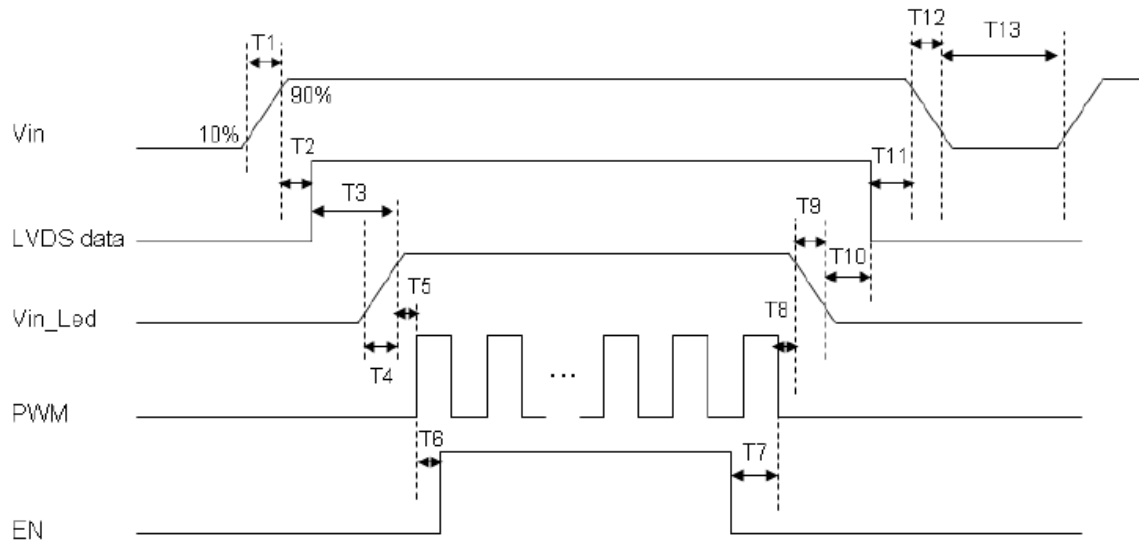 T1
T12
T13
90%
Vin
10%
T2
T11
T3
T9
LVDS data
T10
T5
Vin_Led
T8
T4
...
PWM
T6
T7
EN